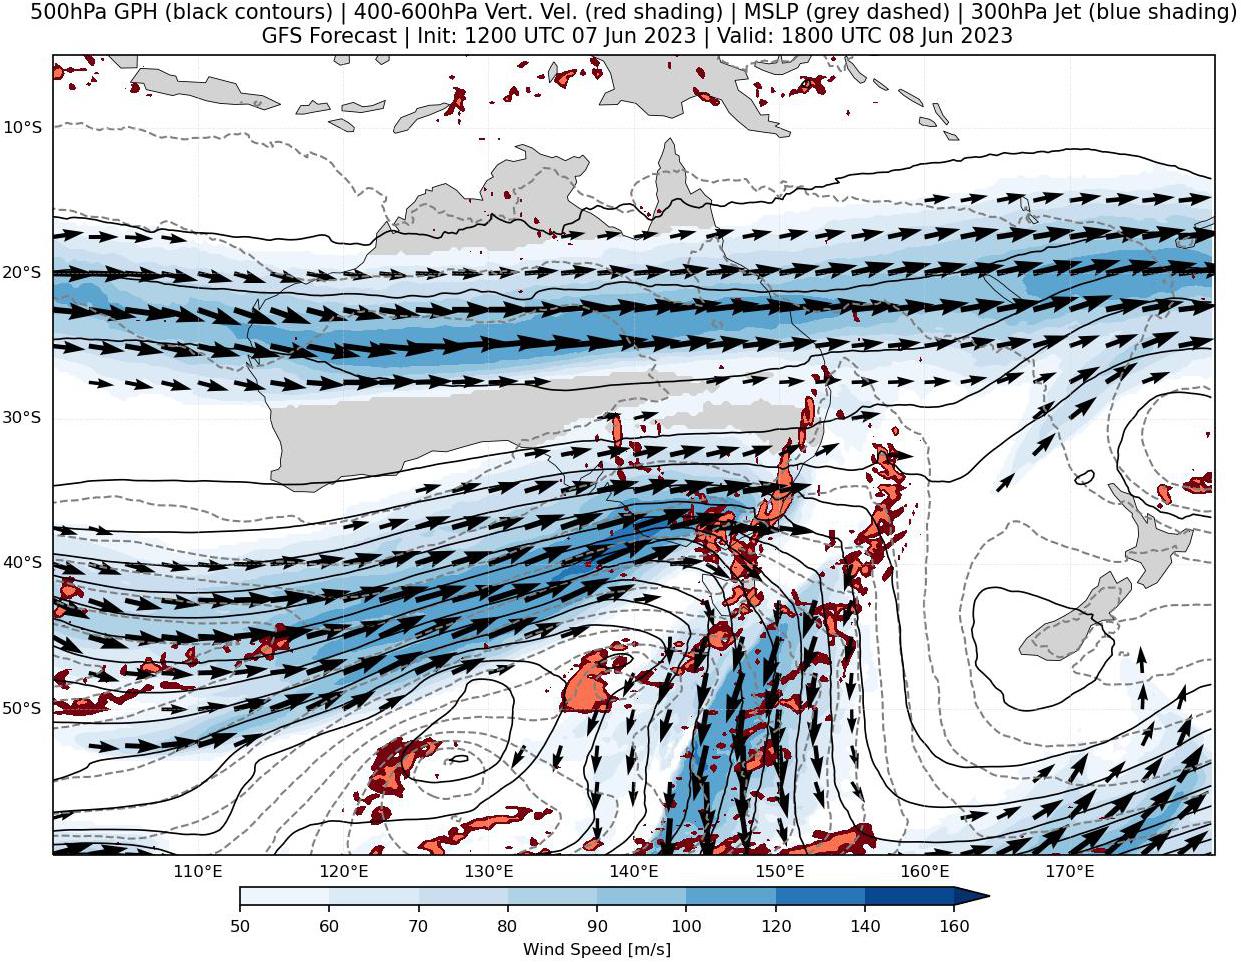 500hPa GPH (black contours) | 400-600hPa Vert. Vel. (red shading) | MSLP (grey dashed) | 300hPa Jet (blue shading)
GFS Forecast | Init: 1200 UTC 07 Jun 2023 | Valid: 1800 UTC 08 Jun 2023
10°S
20°S
30°S
40°S
50°S
110°E 120°E 130°E 140°E 150°E 160°E 170°E
50 60 70 80 90 100 120 140 160
Wind Speed [m/s]